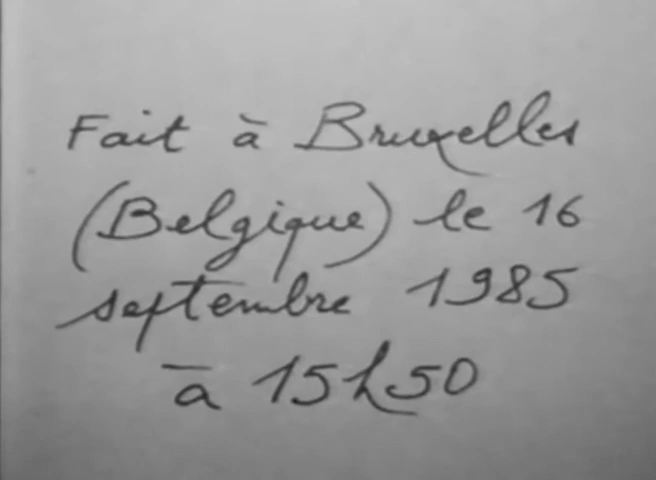 Fait à Bruxelles
(Belgique) le 16
septembre 1985
à 15h50